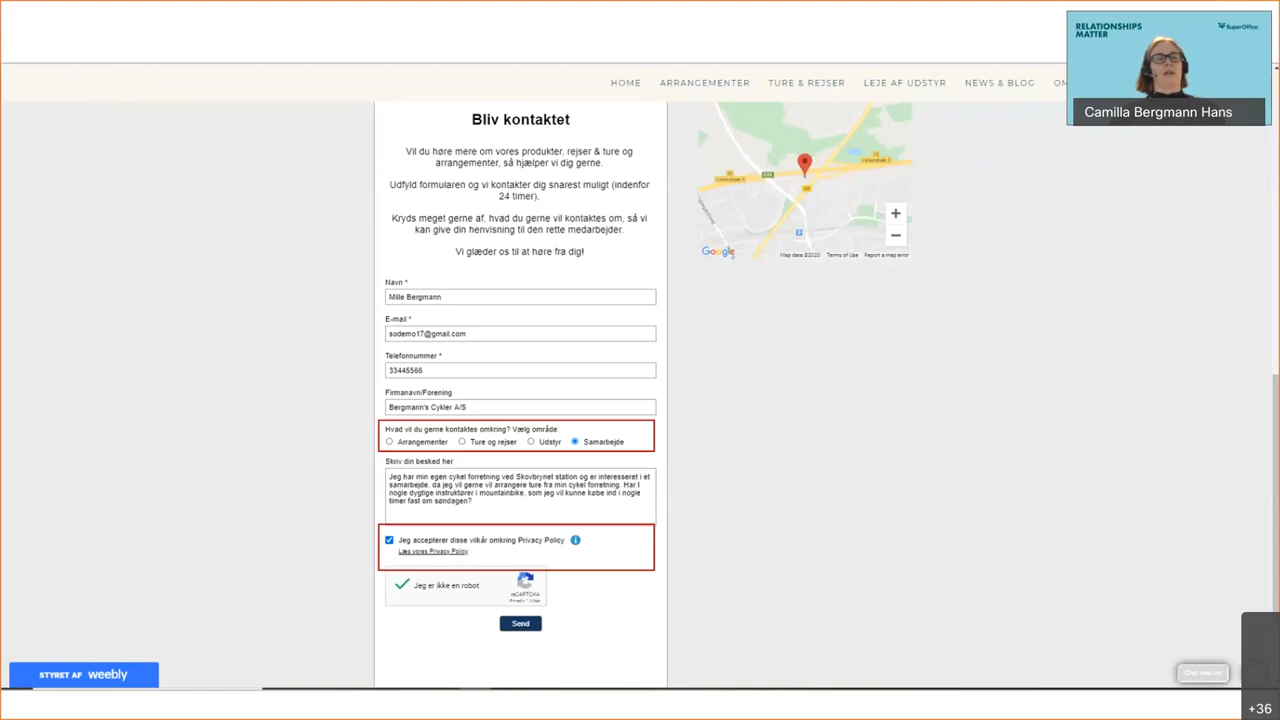 RELATIONSHIPS
MATTER
SuperOffice
Camilla Bergmann Hans
HOME
ARRANGEMENTER
TURE & REJSER
LEJE AF UDSTYR
NEWS & BLOG
Bliv kontaktet
Vil du høre mere om vores produkter, rejser & ture og
arrangementer, så hjælper vi dig gerne.
Udfyld formularen og vi kontakter dig snarest muligt (indenfor
24 timer).
Kryds meget gerne af, hvad du gerne vil kontaktes om, så vi
kan give din henvisning til den rette medarbejder.
Vi glæder os til at høre fra dig!
Google
Map data ©2020
Terms of Use
Report a map error
Navn *
Mille Bergmann
E-mail *
sodemo17@gmail.com
Telefonnummer *
33445566
Firmanavn/Forening
Bergmann's Cykler A/S
Hvad vil du gerne kontaktes omkring? Vælg område:
Arrangementer
Ture og rejser
Udstyr
Samarbejde
Skriv din besked her
Jeg har min egen cykel forretning ved Skovbrynet station og er interesseret i et
samarbejde, da jeg vil gerne vil arrangere ture fra min cykel forretning. Har I
nogle dygtige instruktører i mountainbike, som jeg vil kunne købe ind i nogle
timer fast om søndagen?
Jeg accepterer disse vilkår omkring Privacy Policy
Læs vores Privacy Policy
Jeg er ikke en robot
reCAPTCHA
Send
STYRET AF weebly
+36